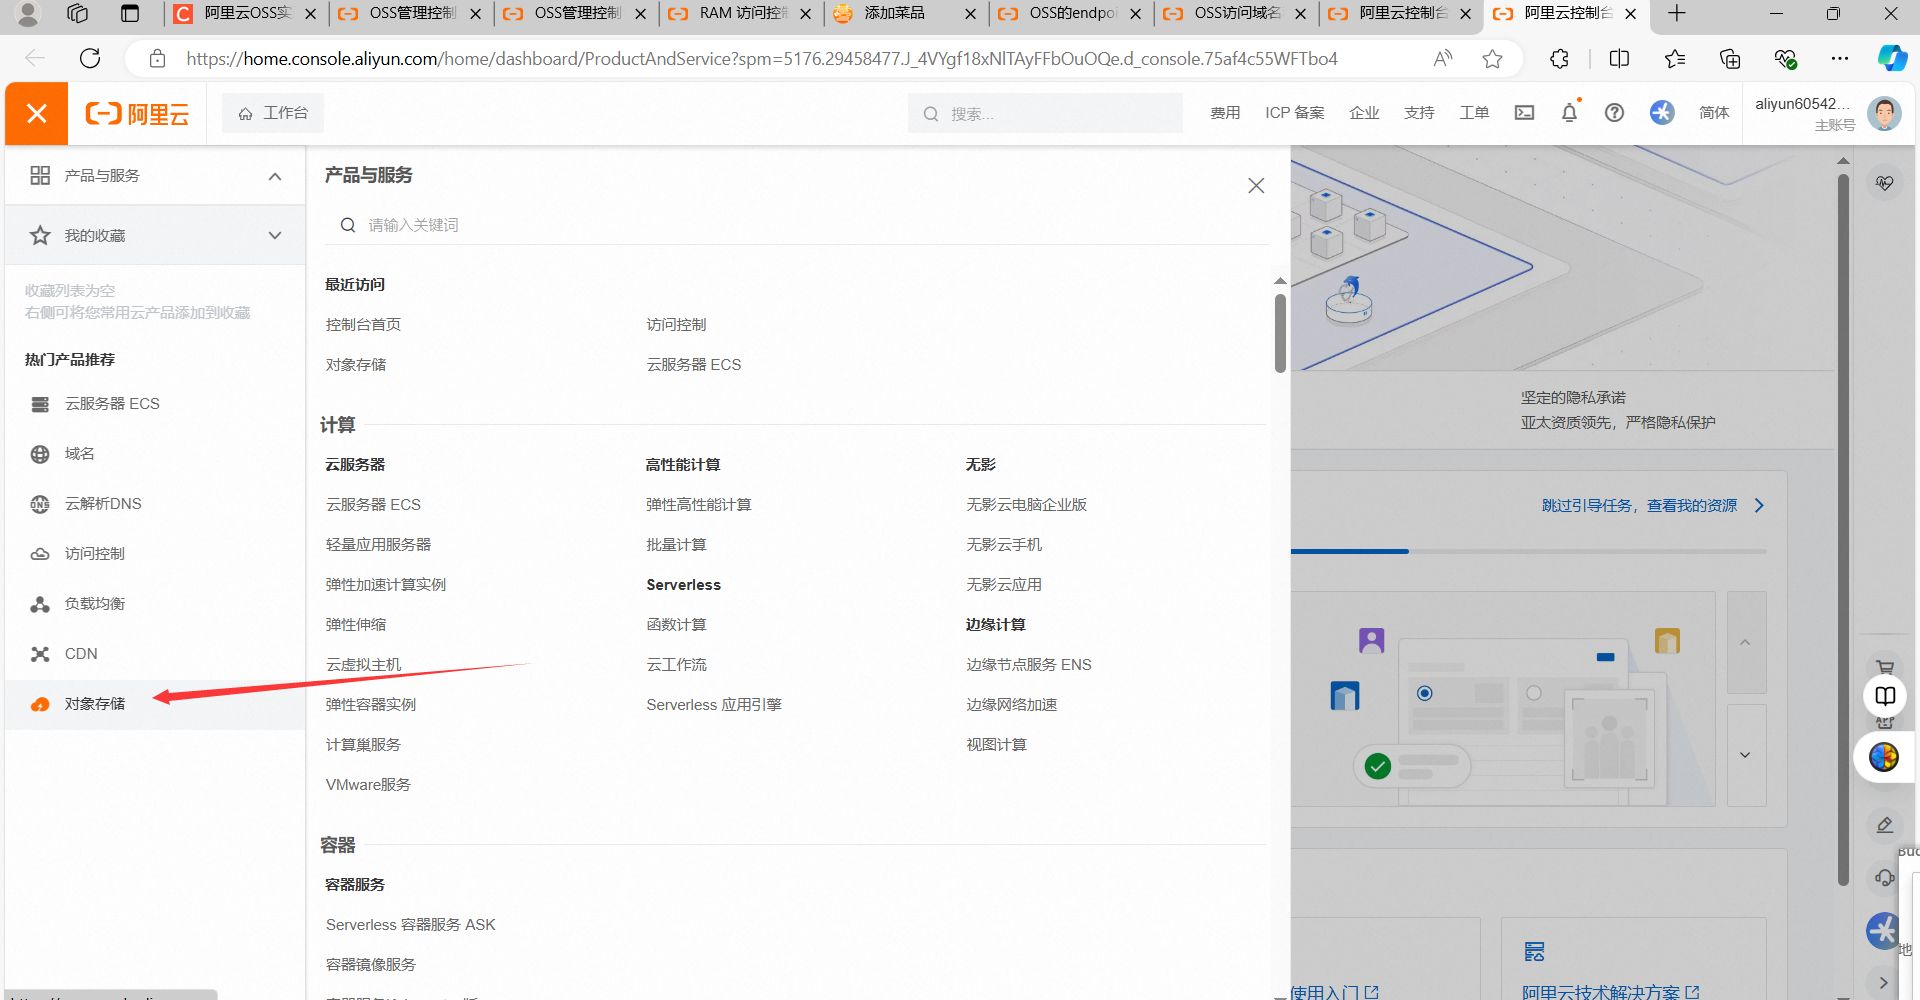 阿里云OSS实
OSS管理控制
OSS管理控制
RAM 访问控制
添加菜品
OSS的endpoi
OSS访问域名
阿里云控制台
阿里云控制台
https://home.console.aliyun.com/home/dashboard/ProductAndService?spm=5176.29458477.J_4VYgf18xNlTAyFFbOuOQe.d_console.75af4c55WFTbo4
阿里云
工作台
搜索...
费用
ICP 备案
企业
支持
工单
简体
aliyun60542...
主账号
产品与服务
我的收藏
收藏列表为空
右侧可将您常用云产品添加到收藏
热门产品推荐
云服务器 ECS
域名
云解析DNS
访问控制
负载均衡
CDN
对象存储
产品与服务
请输入关键词
最近访问
控制台首页
访问控制
对象存储
云服务器 ECS
计算
云服务器
云服务器 ECS
轻量应用服务器
弹性加速计算实例
弹性伸缩
云虚拟主机
弹性容器实例
计算巢服务
VMware服务
高性能计算
弹性高性能计算
批量计算
Serverless
函数计算
云工作流
Serverless 应用引擎
无影
无影云电脑企业版
无影云手机
无影云应用
边缘计算
边缘节点服务 ENS
边缘网络加速
视图计算
容器
容器服务
Serverless 容器服务 ASK
容器镜像服务
坚定的隐私承诺
亚太资质领先，严格隐私保护
跳过引导任务，查看我的资源
使用入门
阿里云技术解决方案
APP
Buc
地